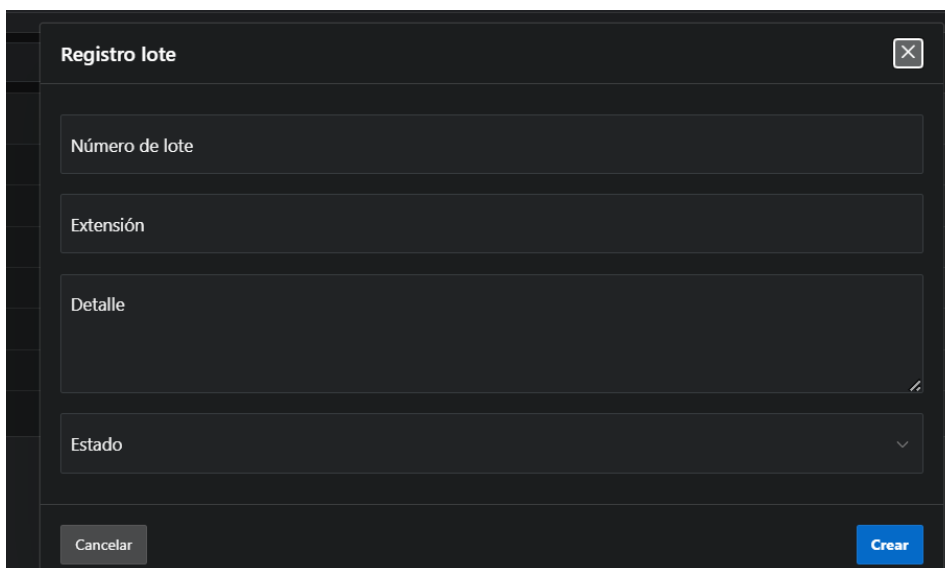 Registro lote
Número de lote
Extensión
Detalle
Estado
Cancelar
Crear